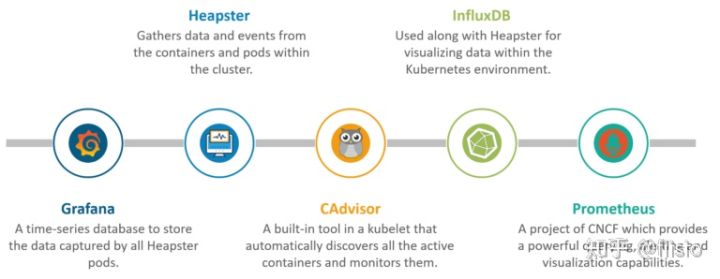 Heapster
Gathers data and events from
the containers and pods within
the cluster.
InfluxDB
Used along with Heapster for
visualizing data within the
Kubernetes environment.
Grafana
A time-series database to store
the data captured by all Heapster
pods.
CAdvisor
A built-in tool in a kubelet that
automatically discovers all the active
containers and monitors them.
Prometheus
A project of CNCF which provides
a powerful and
visualization capabilities.
知乎